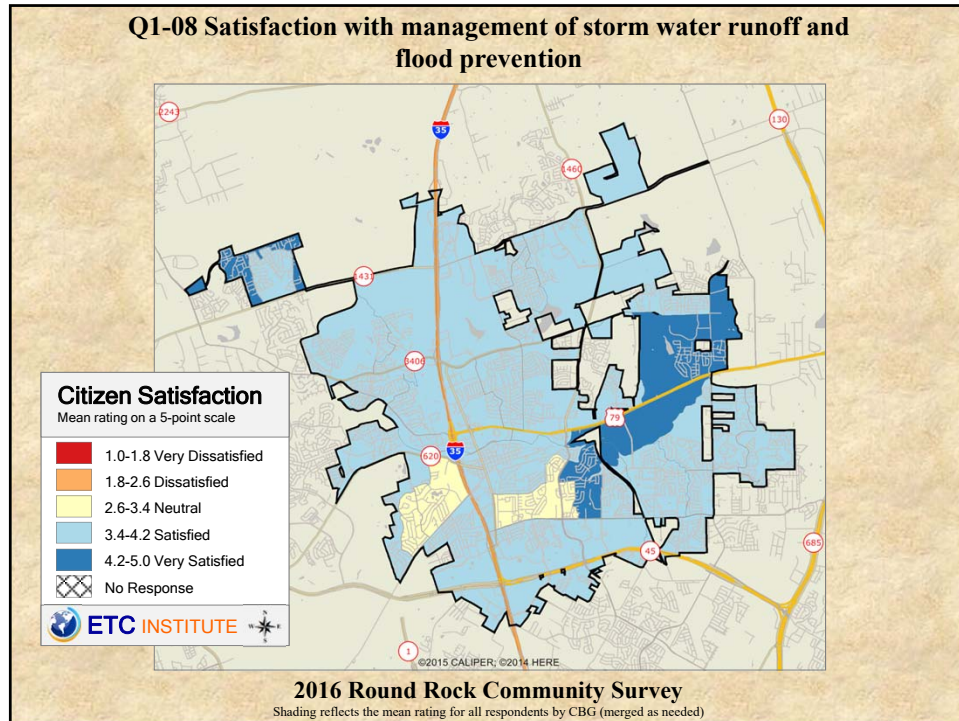 Q1-08 Satisfaction with management of storm water runoff and
flood prevention
2243
35
130
1460
1431
3406
79
620
35
45
685
1
Citizen Satisfaction
Mean rating on a 5-point scale
1.0-1.8 Very Dissatisfied
1.8-2.6 Dissatisfied
2.6-3.4 Neutral
3.4-4.2 Satisfied
4.2-5.0 Very Satisfied
No Response
ETC INSTITUTE
N
W E
S
©2015 CALIPER; ©2014 HERE
2016 Round Rock Community Survey
Shading reflects the mean rating for all respondents by CBG (merged as needed)